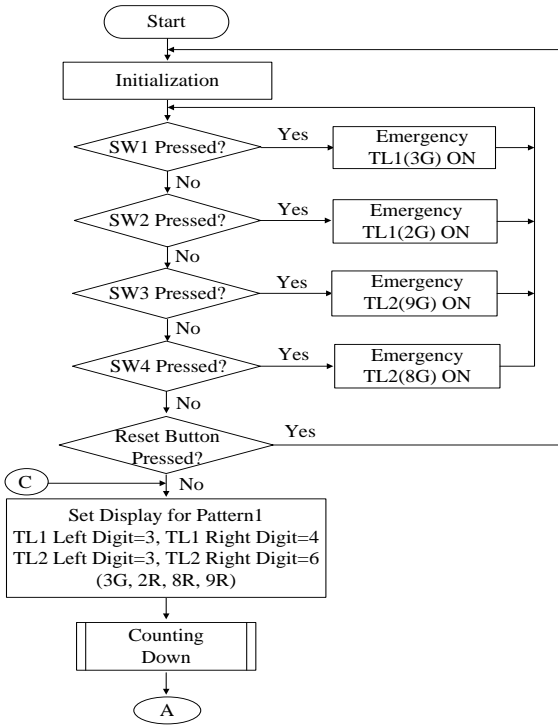 Start
Initialization
SW1 Pressed?
Yes
Emergency
TL1(3G) ON
No
SW2 Pressed?
Yes
Emergency
TL1(2G) ON
No
SW3 Pressed?
Yes
Emergency
TL2(9G) ON
No
SW4 Pressed?
Yes
Emergency
TL2(8G) ON
No
Reset Button
Pressed?
Yes
C
No
Set Display for Pattern1
TL1 Left Digit=3, TL1 Right Digit=4
TL2 Left Digit=3, TL2 Right Digit=6
(3G, 2R, 8R, 9R)
Counting
Down
A